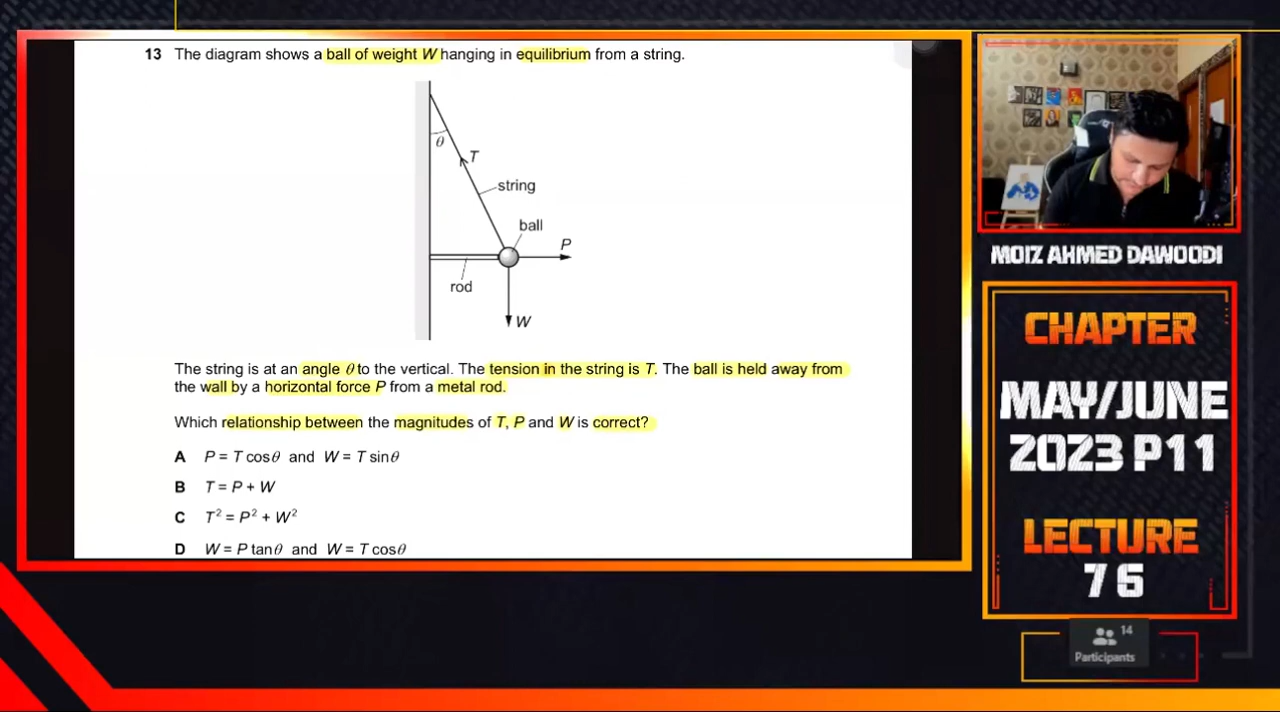 13 The diagram shows a ball of weight W hanging in equilibrium from a string.
θ
T
string
ball
P
rod
W
The string is at an angle θ to the vertical. The tension in the string is T. The ball is held away from
the wall by a horizontal force P from a metal rod.
Which relationship between the magnitudes of T, P and W is correct?
A P = T cosθ and W = T sinθ
B T = P + W
C T² = P² + W²
D W = P tanθ and W = T cosθ
MOIZ AHMED DAWOODI
CHAPTER
MAY/JUNE
2023 P11
LECTURE
76
14
Participants